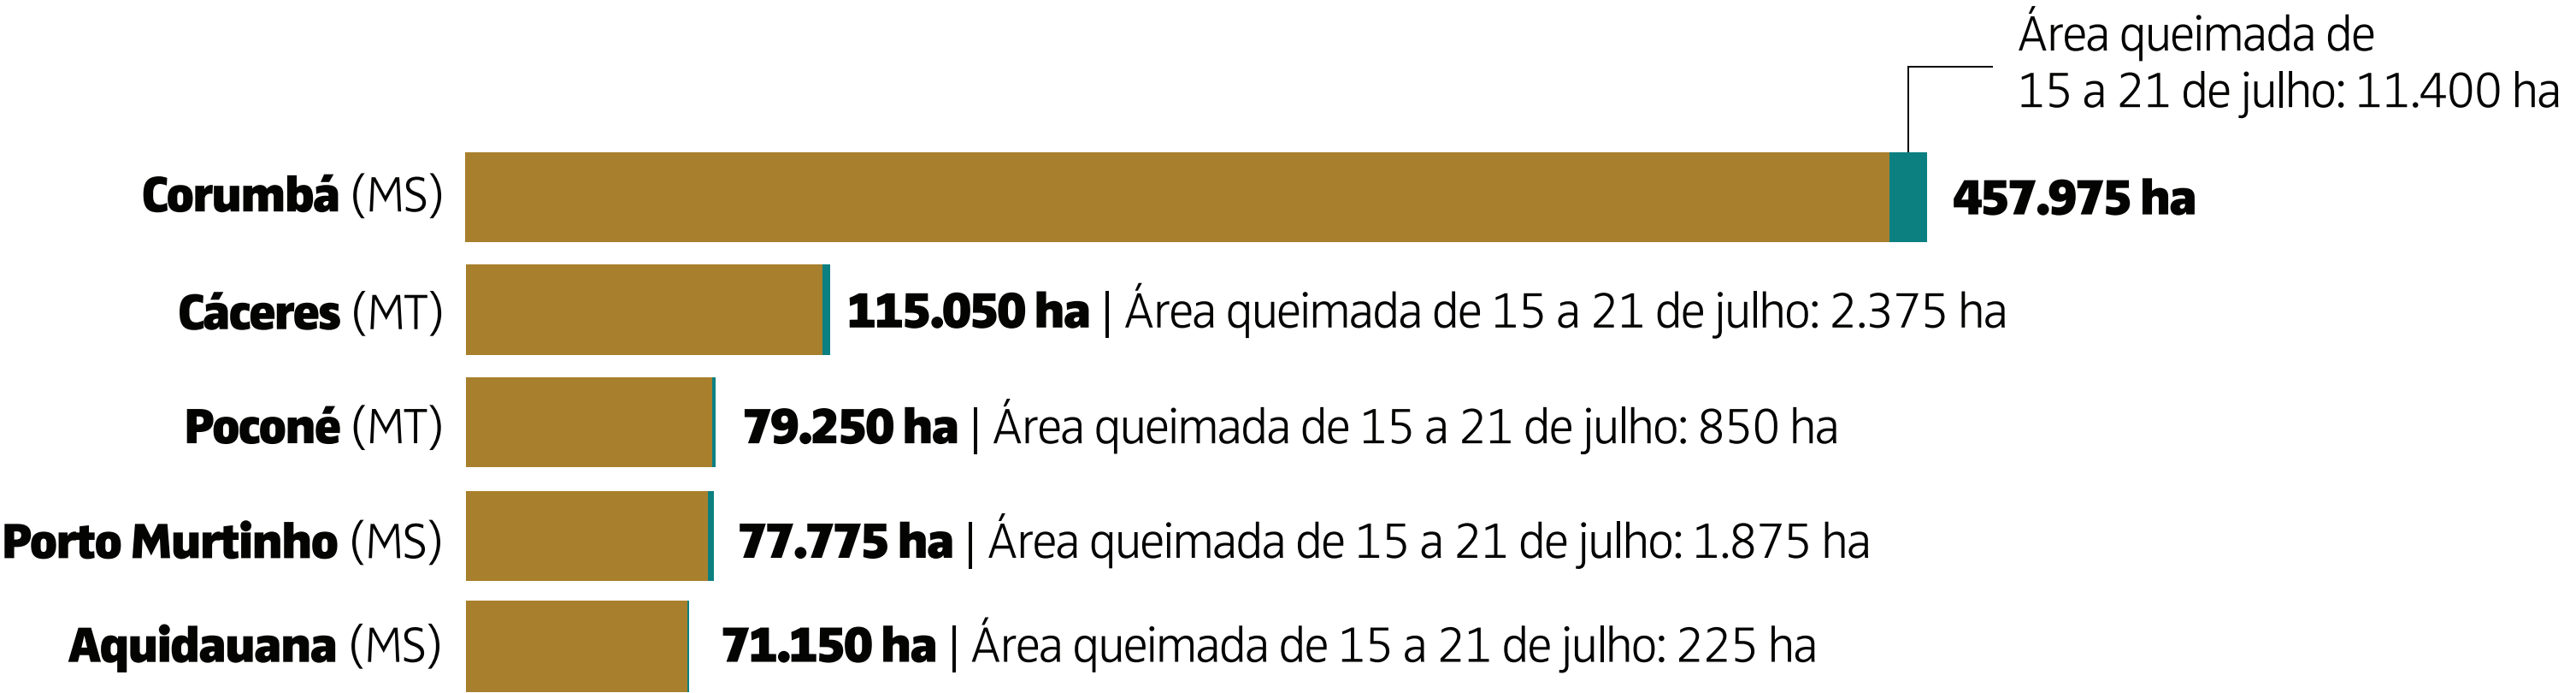 Área queimada de
15 a 21 de julho: 11.400 ha
Corumbá (MS) 457.975 ha
Cáceres (MT) 115.050 ha | Área queimada de 15 a 21 de julho: 2.375 ha
Poconé (MT) 79.250 ha | Área queimada de 15 a 21 de julho: 850 ha
Porto Murtinho (MS) 77.775 ha | Área queimada de 15 a 21 de julho: 1.875 ha
Aquidauana (MS) 71.150 ha | Área queimada de 15 a 21 de julho: 225 ha